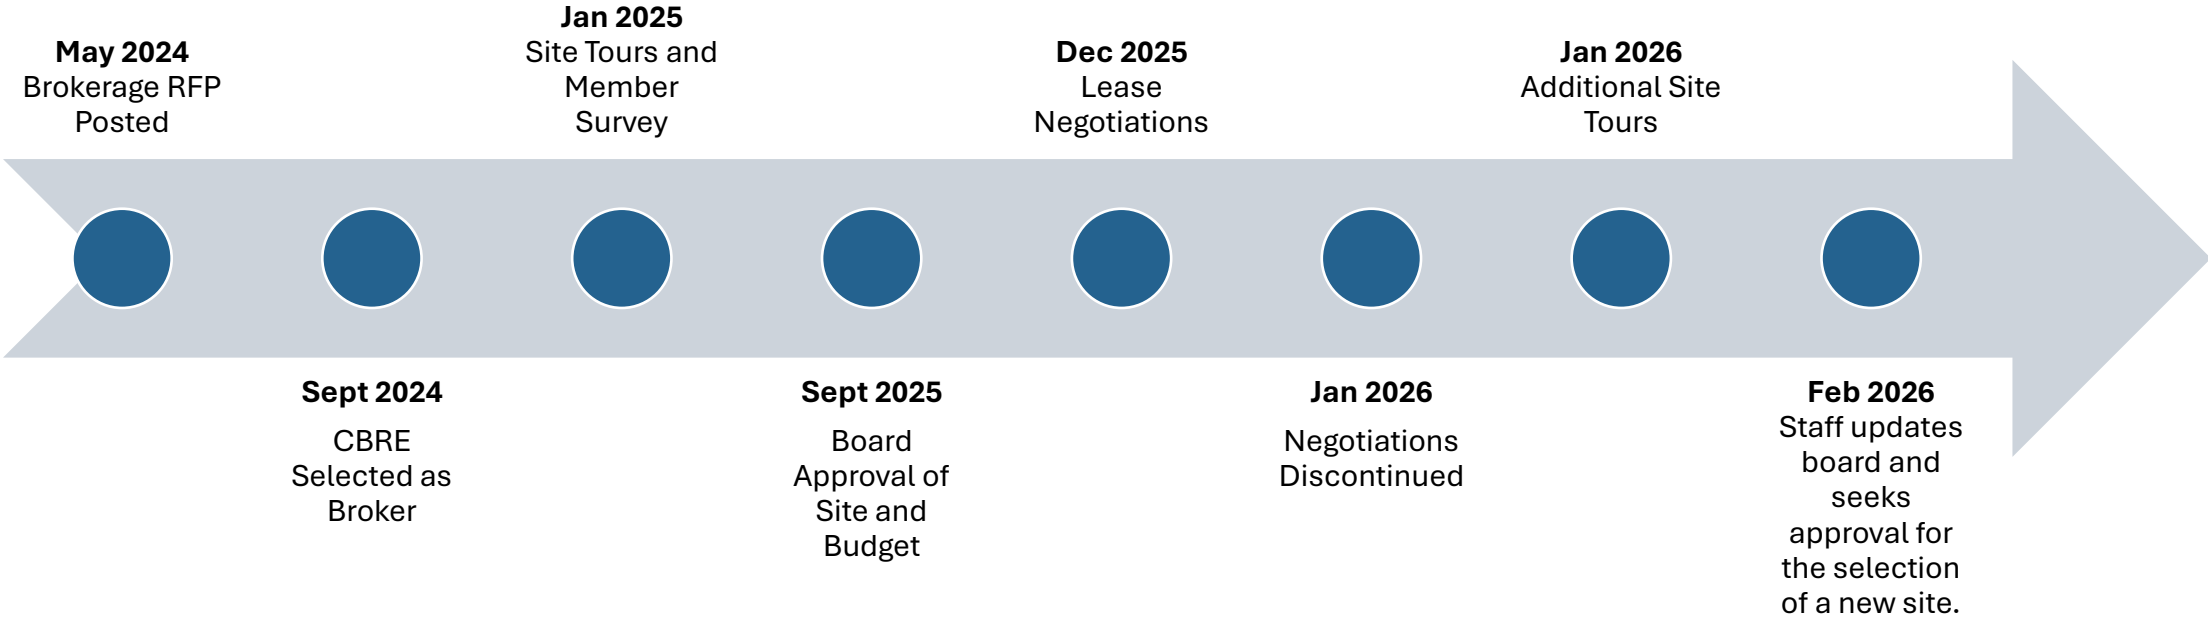 May 2024
Brokerage RFP
Posted
Sept 2024
CBRE
Selected as
Broker
Jan 2025
Site Tours and
Member
Survey
Sept 2025
Board
Approval of
Site and
Budget
Dec 2025
Lease
Negotiations
Jan 2026
Negotiations
Discontinued
Jan 2026
Additional Site
Tours
Feb 2026
Staff updates
board and
seeks
approval for
the selection
of a new site.